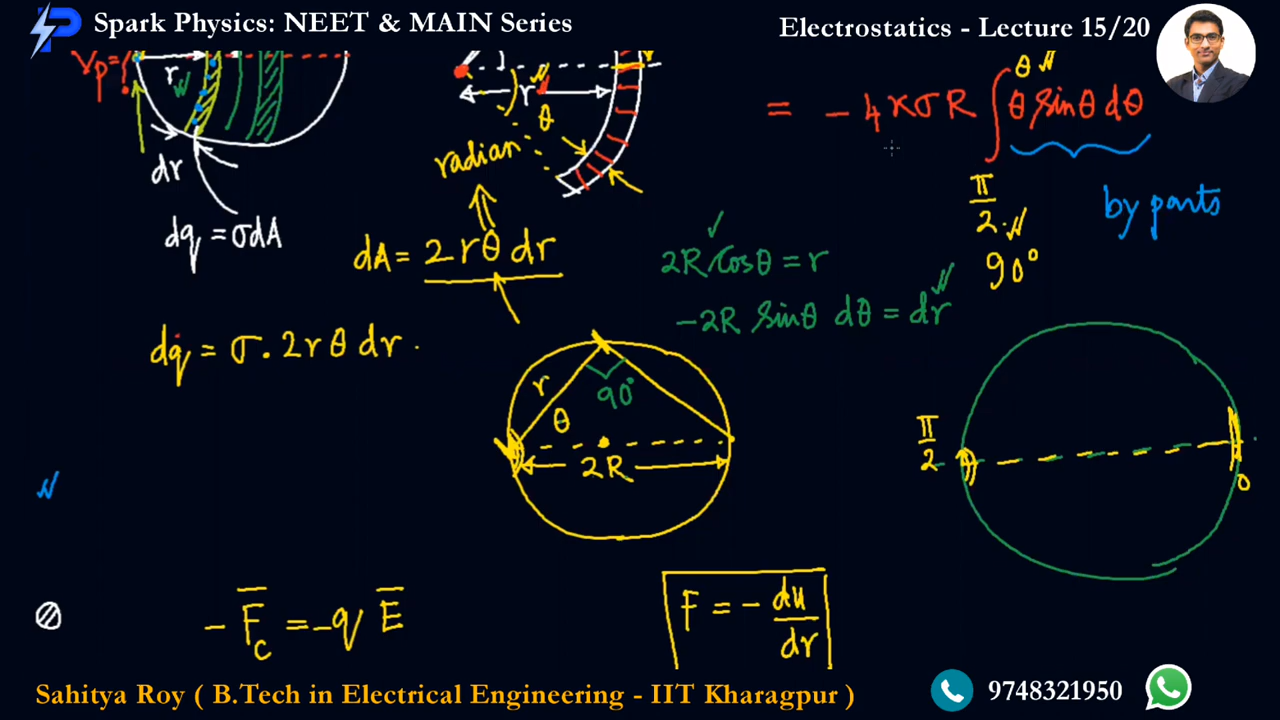 Spark Physics: NEET & MAIN Series
Electrostatics - Lecture 15/20
Vp=?
r
dr
dq = σdA
r
θ
radian
dA = 2rθ dr
= - 4kσR ∫ θ sinθ dθ
θ
π/2
90°
by parts
2R cosθ = r
-2R sinθ dθ = dr
dq = σ. 2rθ dr .
r
90°
θ
2R
π/2
0
- F̅c = -q E̅
F = - du/dr
Sahitya Roy ( B.Tech in Electrical Engineering - IIT Kharagpur )
9748321950